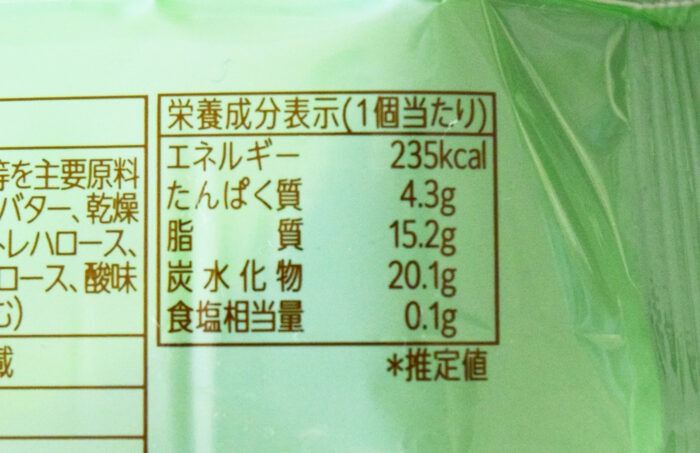 等を主要原料
バター、乾燥
トレハロース、
ロース、酸味
む)
載
栄養成分表示(1個当たり)
エネルギー 235kcal
たんぱく質 4.3g
脂質 15.2g
炭水化物 20.1g
食塩相当量 0.1g
*推定値